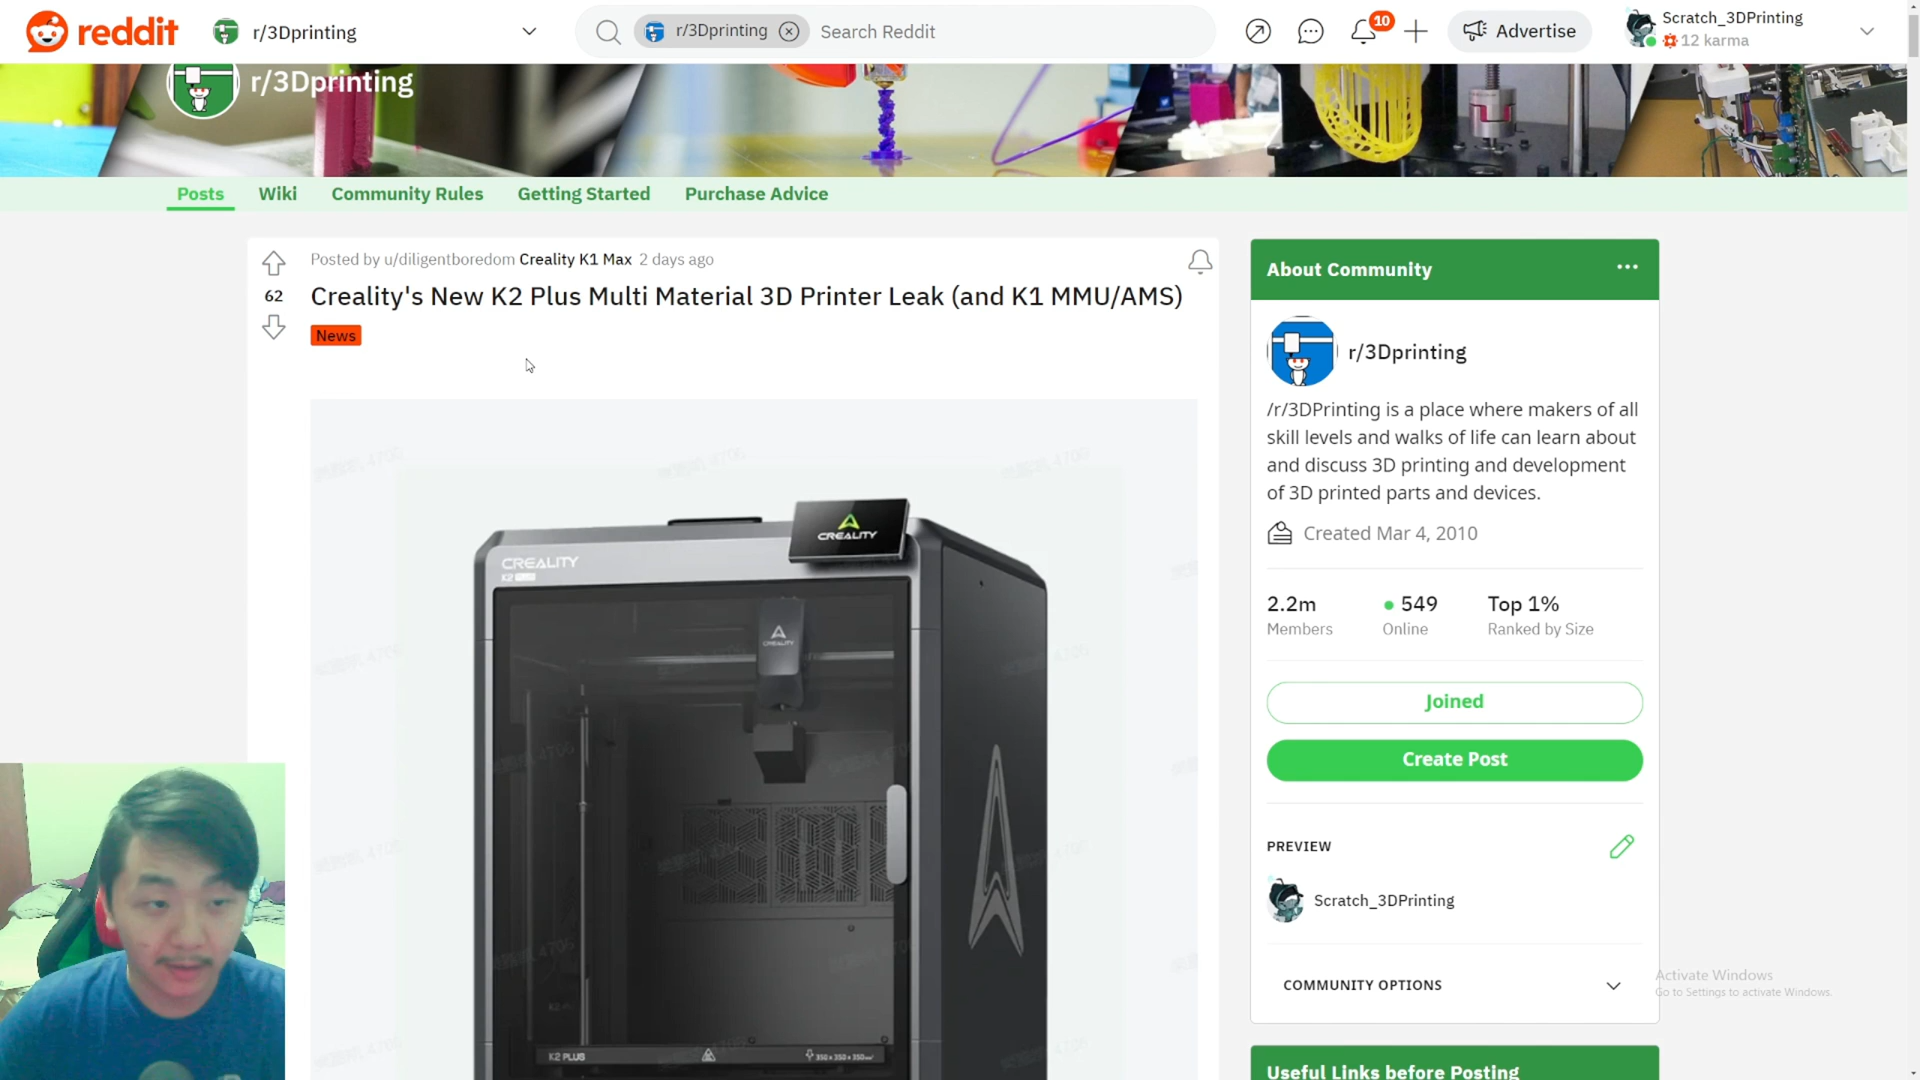 reddit
r/3Dprinting
r/3Dprinting
Search Reddit
10
Advertise
Scratch_3DPrinting
12 karma
r/3Dprinting
Posts
Wiki
Community Rules
Getting Started
Purchase Advice
Posted by u/diligentboredom Creality K1 Max 2 days ago
62
Creality's New K2 Plus Multi Material 3D Printer Leak (and K1 MMU/AMS)
News
CREALITY
CREALITY
K2 PLUS
CREALITY
K2 PLUS
350x350x350mm³
About Community
r/3Dprinting
/r/3DPrinting is a place where makers of all
skill levels and walks of life can learn about
and discuss 3D printing and development
of 3D printed parts and devices.
Created Mar 4, 2010
2.2m
Members
549
Online
Top 1%
Ranked by Size
Joined
Create Post
PREVIEW
Scratch_3DPrinting
COMMUNITY OPTIONS
Activate Windows
Go to Settings to activate Windows.
Useful Links before Posting